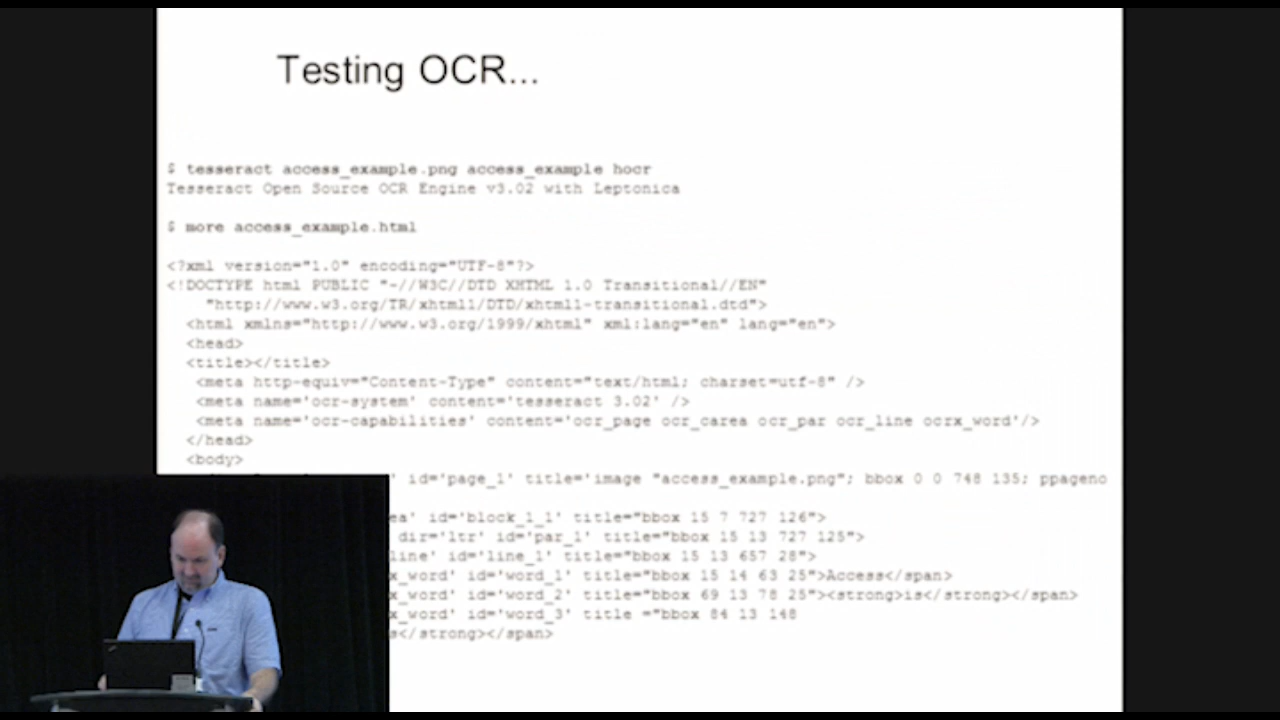 Testing OCR...
$ tesseract access_example.png access_example hocr
Tesseract Open Source OCR Engine v3.02 with Leptonica
$ more access_example.html
<?xml version="1.0" encoding="UTF-8"?>
<!DOCTYPE html PUBLIC "-//W3C//DTD XHTML 1.0 Transitional//EN"
"http://www.w3.org/TR/xhtml1/DTD/xhtml1-transitional.dtd">
<html xmlns="http://www.w3.org/1999/xhtml" xml:lang="en" lang="en">
<head>
<title></title>
<meta http-equiv="Content-Type" content="text/html; charset=utf-8" />
<meta name='ocr-system' content='tesseract 3.02' />
<meta name='ocr-capabilities' content='ocr_page ocr_carea ocr_par ocr_line ocrx_word'/>
</head>
<body>
' id='page_1' title='image "access_example.png"; bbox 0 0 748 135; ppageno
ea' id='block_1_1' title="bbox 15 7 727 126">
dir='ltr' id='par_1' title="bbox 15 13 727 125">
line' id='line_1' title="bbox 15 13 657 28">
x_word' id='word_1' title="bbox 15 14 63 25">Access</span>
x_word' id='word_2' title="bbox 69 13 78 25"><strong>is</strong></span>
x_word' id='word_3' title ="bbox 84 13 148
s</strong></span>